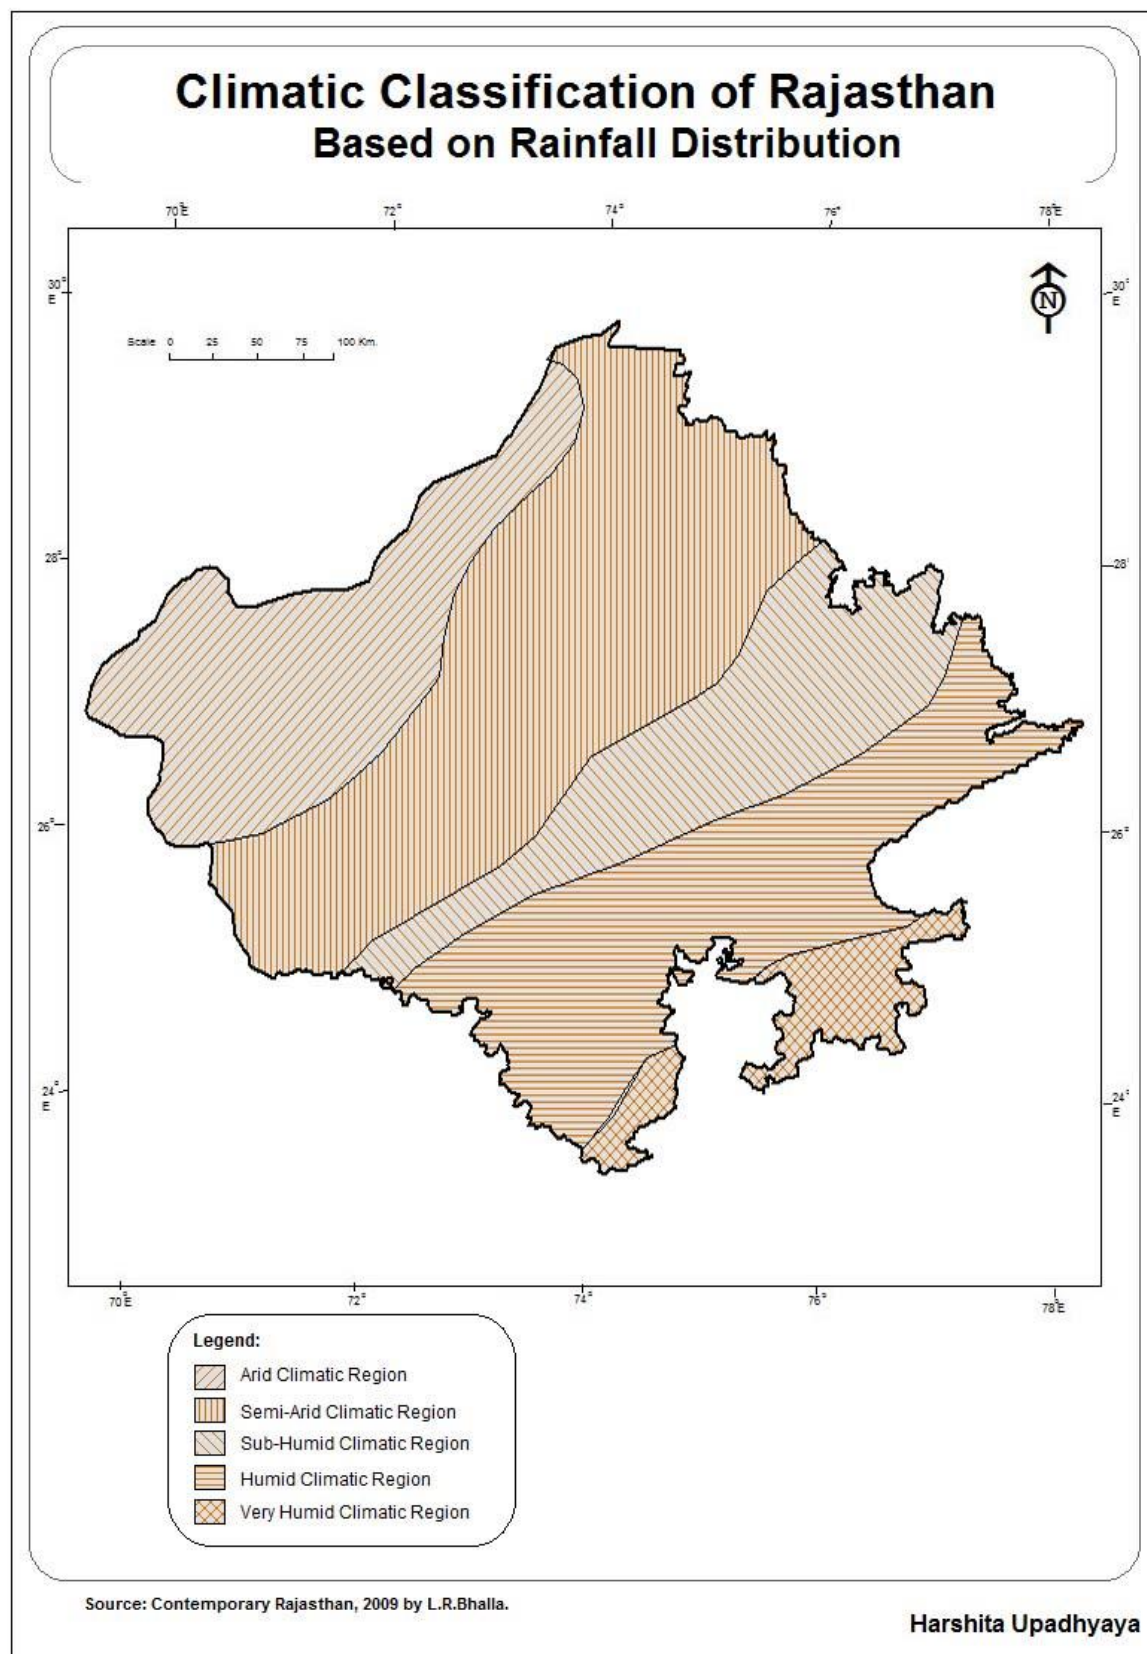 Climatic Classification of Rajasthan
Based on Rainfall Distribution
70°E 72° 74° 76° 78°E
30°
E
30°
E
N
Scale 0 25 50 75 100 Km.
28°
28°
26°
26°
24°
E
24°
E
70°E 72° 74° 76° 78°E
Legend:
Arid Climatic Region
Semi-Arid Climatic Region
Sub-Humid Climatic Region
Humid Climatic Region
Very Humid Climatic Region
Source: Contemporary Rajasthan, 2009 by L.R.Bhalla.
Harshita Upadhyaya